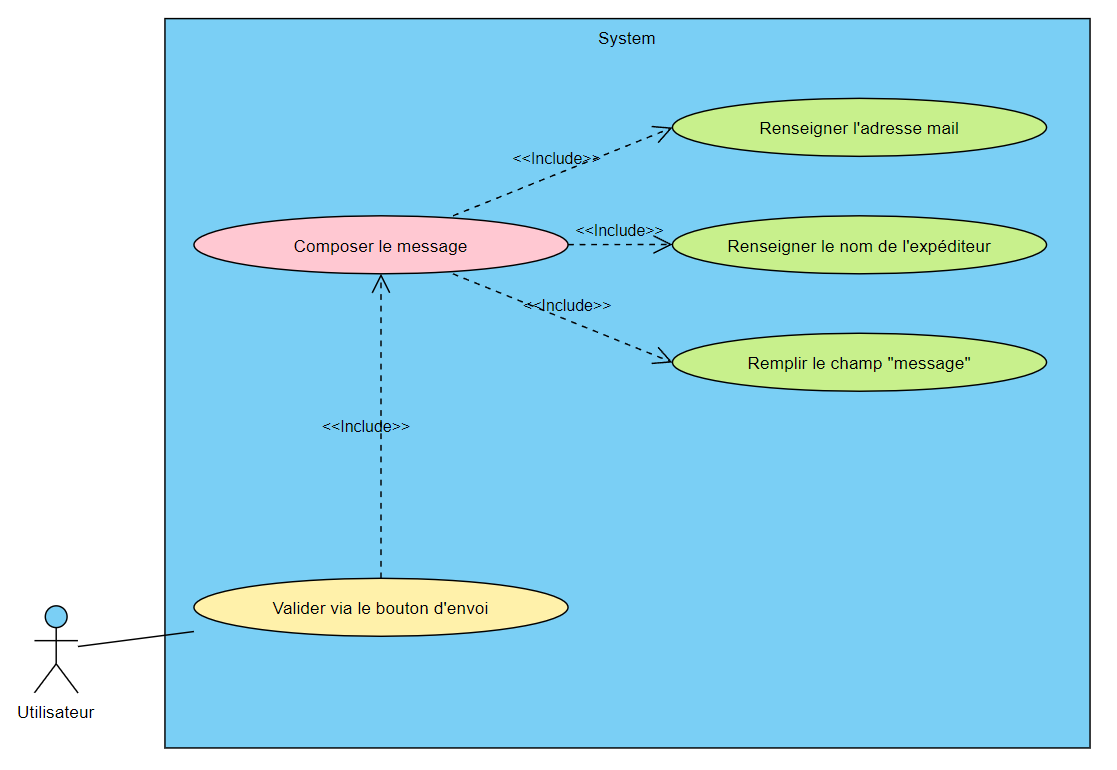 System
Renseigner l'adresse mail
<<Include>>
<<Include>>
Composer le message
Renseigner le nom de l'expéditeur
<<Include>>
Remplir le champ "message"
<<Include>>
Valider via le bouton d'envoi
Utilisateur